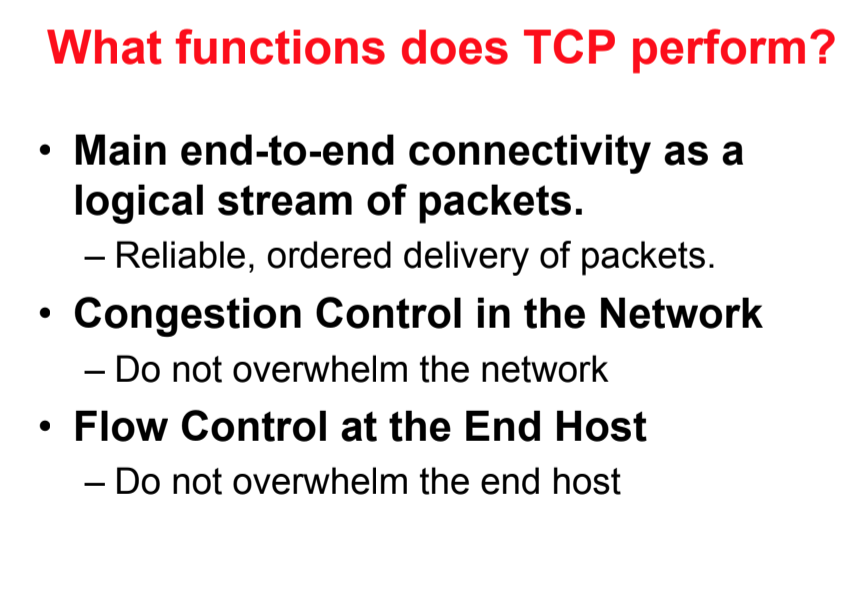 What functions does TCP perform?
• Main end-to-end connectivity as a
logical stream of packets.
– Reliable, ordered delivery of packets.
• Congestion Control in the Network
– Do not overwhelm the network
• Flow Control at the End Host
– Do not overwhelm the end host